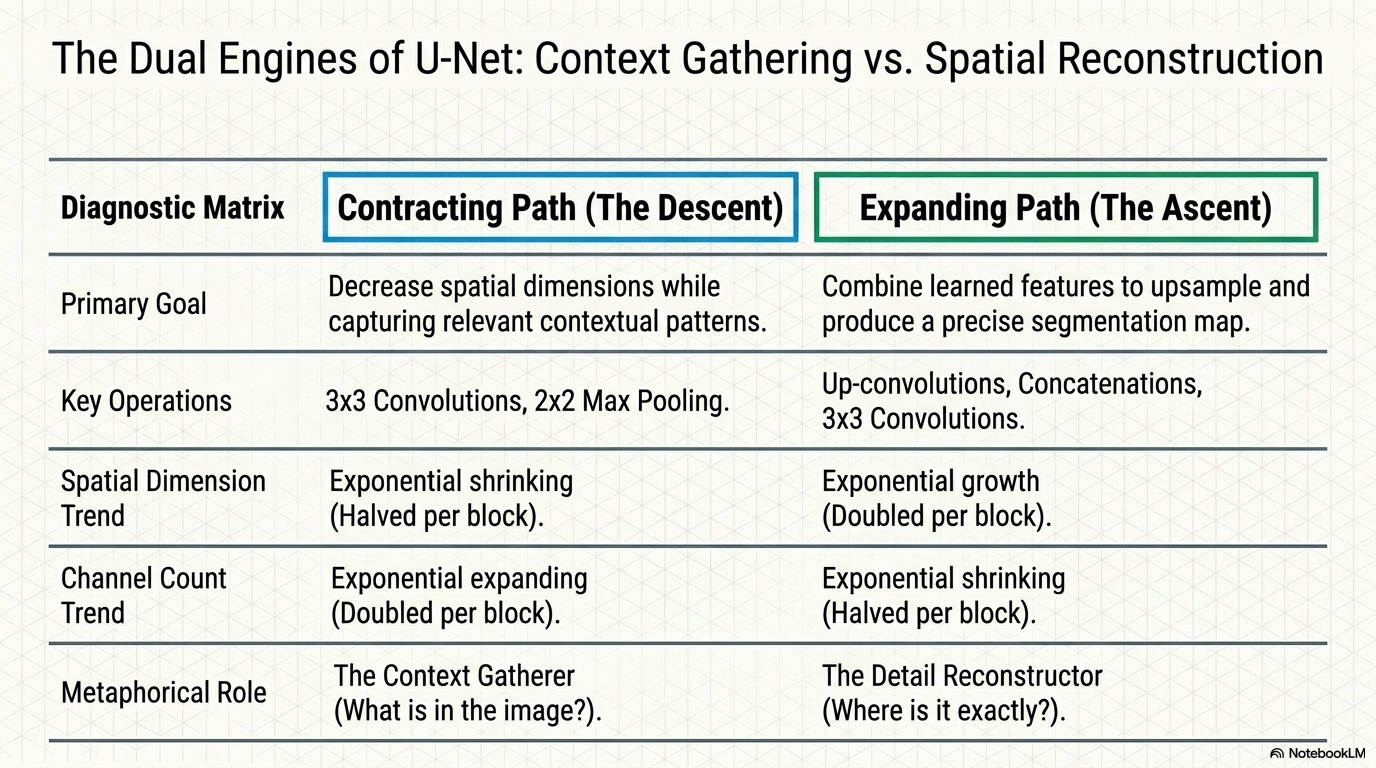 The Dual Engines of U-Net: Context Gathering vs. Spatial Reconstruction
Diagnostic Matrix
Contracting Path (The Descent)
Expanding Path (The Ascent)
Primary Goal
Decrease spatial dimensions while
capturing relevant contextual patterns.
Combine learned features to upsample and
produce a precise segmentation map.
Key Operations
3x3 Convolutions, 2x2 Max Pooling.
Up-convolutions, Concatenations,
3x3 Convolutions.
Spatial Dimension
Trend
Exponential shrinking
(Halved per block).
Exponential growth
(Doubled per block).
Channel Count
Trend
Exponential expanding
(Doubled per block).
Exponential shrinking
(Halved per block).
Metaphorical Role
The Context Gatherer
(What is in the image?).
The Detail Reconstructor
(Where is it exactly?).
NotebookLM